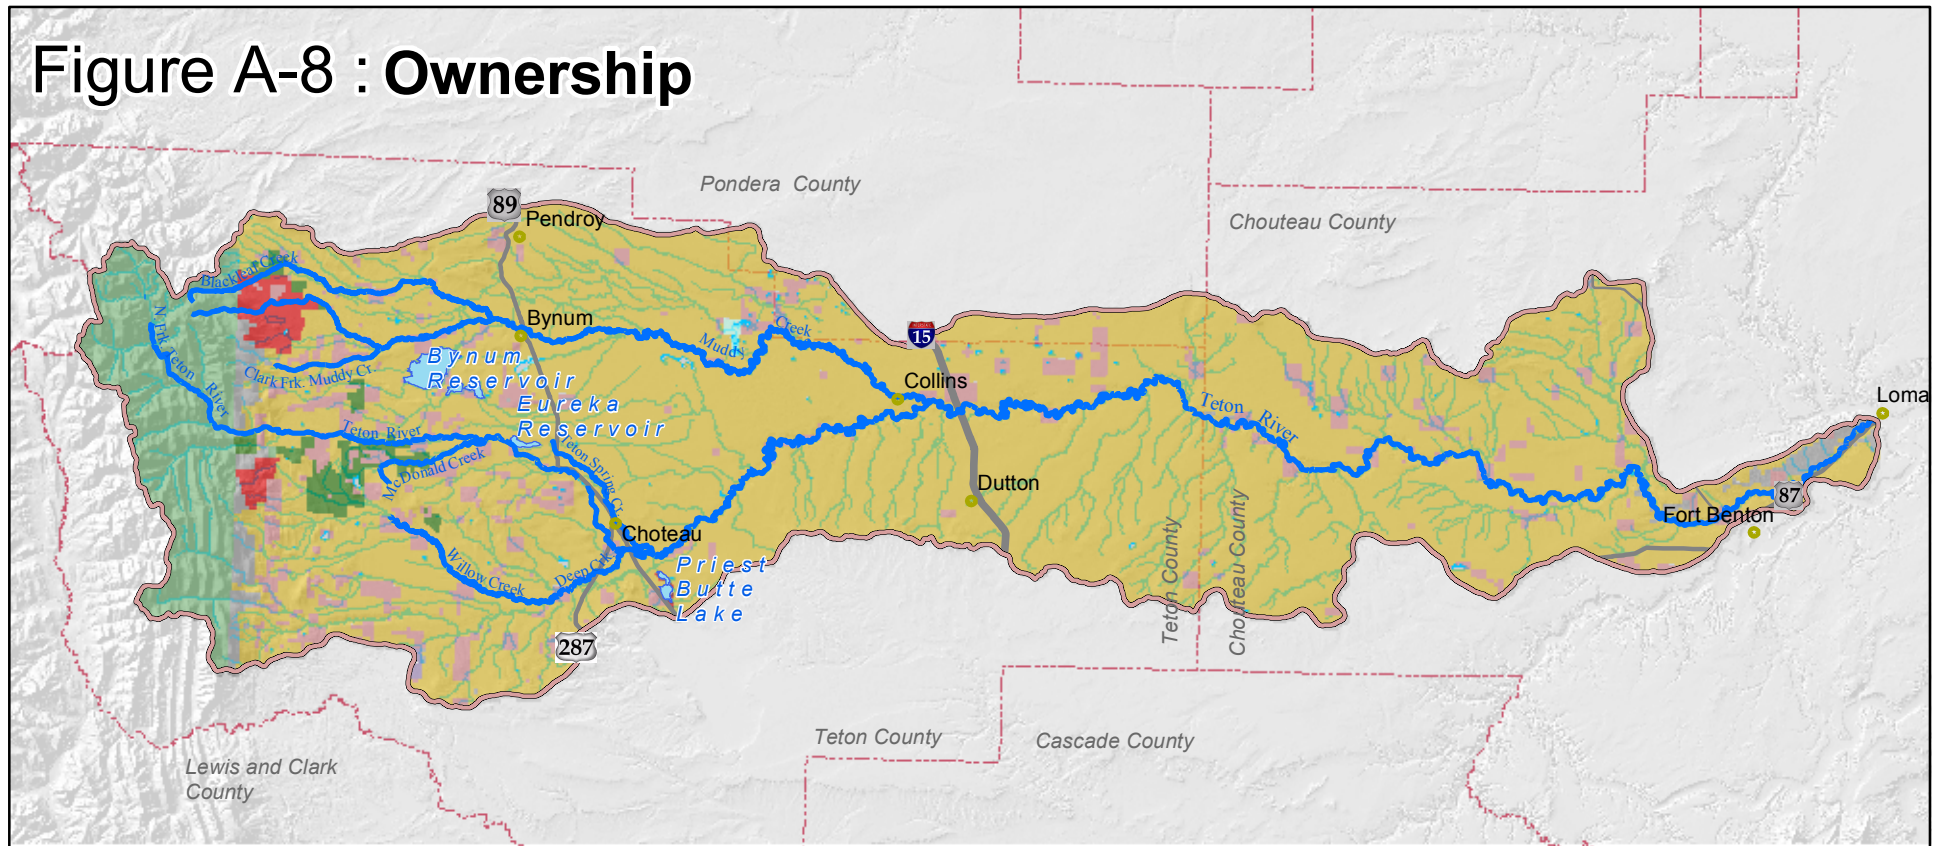 Figure A-8 : Ownership
Pondera County
89
Pendroy
Chouteau County
Blackleaf Creek
N Frk Teton River
Bynum
15
Muddy Creek
Bynum
Reservoir
Clark Frk. Muddy Cr.
Collins
Eureka
Reservoir
Loma
Teton River
Teton River
Teton Spring Cr.
McDonald Creek
Dutton
87
Fort Benton
Choteau
Teton County
Chouteau County
Willow Creek
Deep Crk.
Priest
Butte
Lake
287
Teton County
Cascade County
Lewis and Clark
County